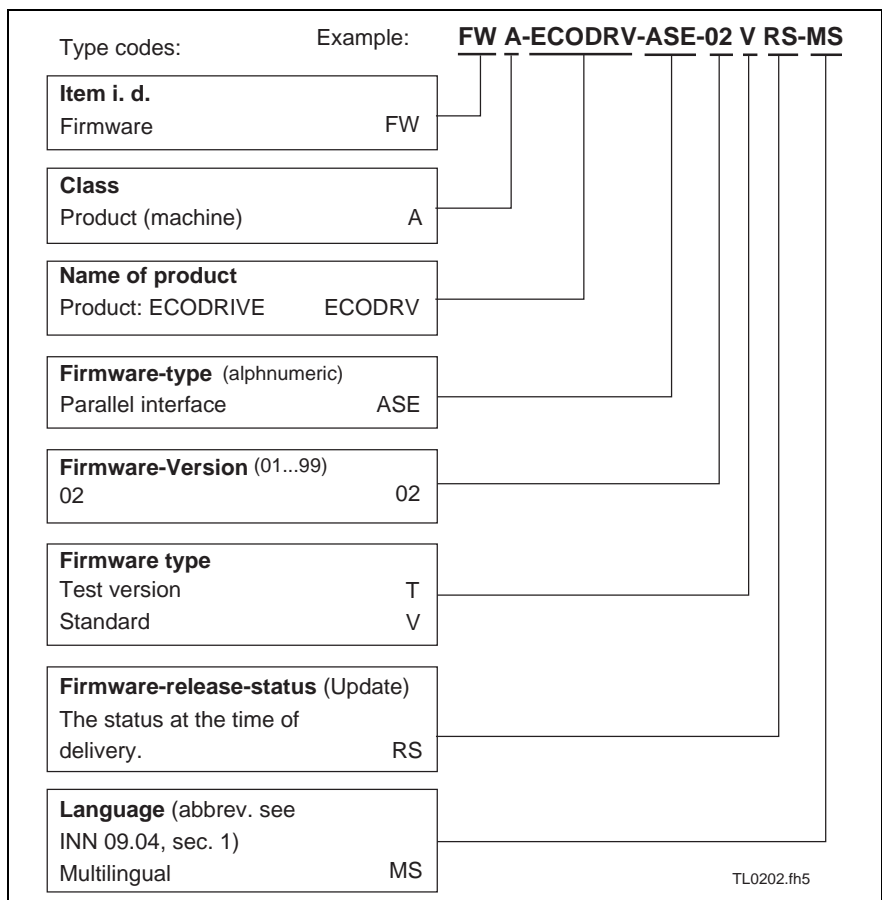 Type codes: Example: FW A-ECODRV-ASE-02 V RS-MS
Item i. d.
Firmware FW
Class
Product (machine) A
Name of product
Product: ECODRIVE ECODRV
Firmware-type (alphnumeric)
Parallel interface ASE
Firmware-Version (01...99)
02 02
Firmware type
Test version T
Standard V
Firmware-release-status (Update)
The status at the time of
delivery. RS
Language (abbrev. see
INN 09.04, sec. 1)
Multilingual MS
TL0202.fh5